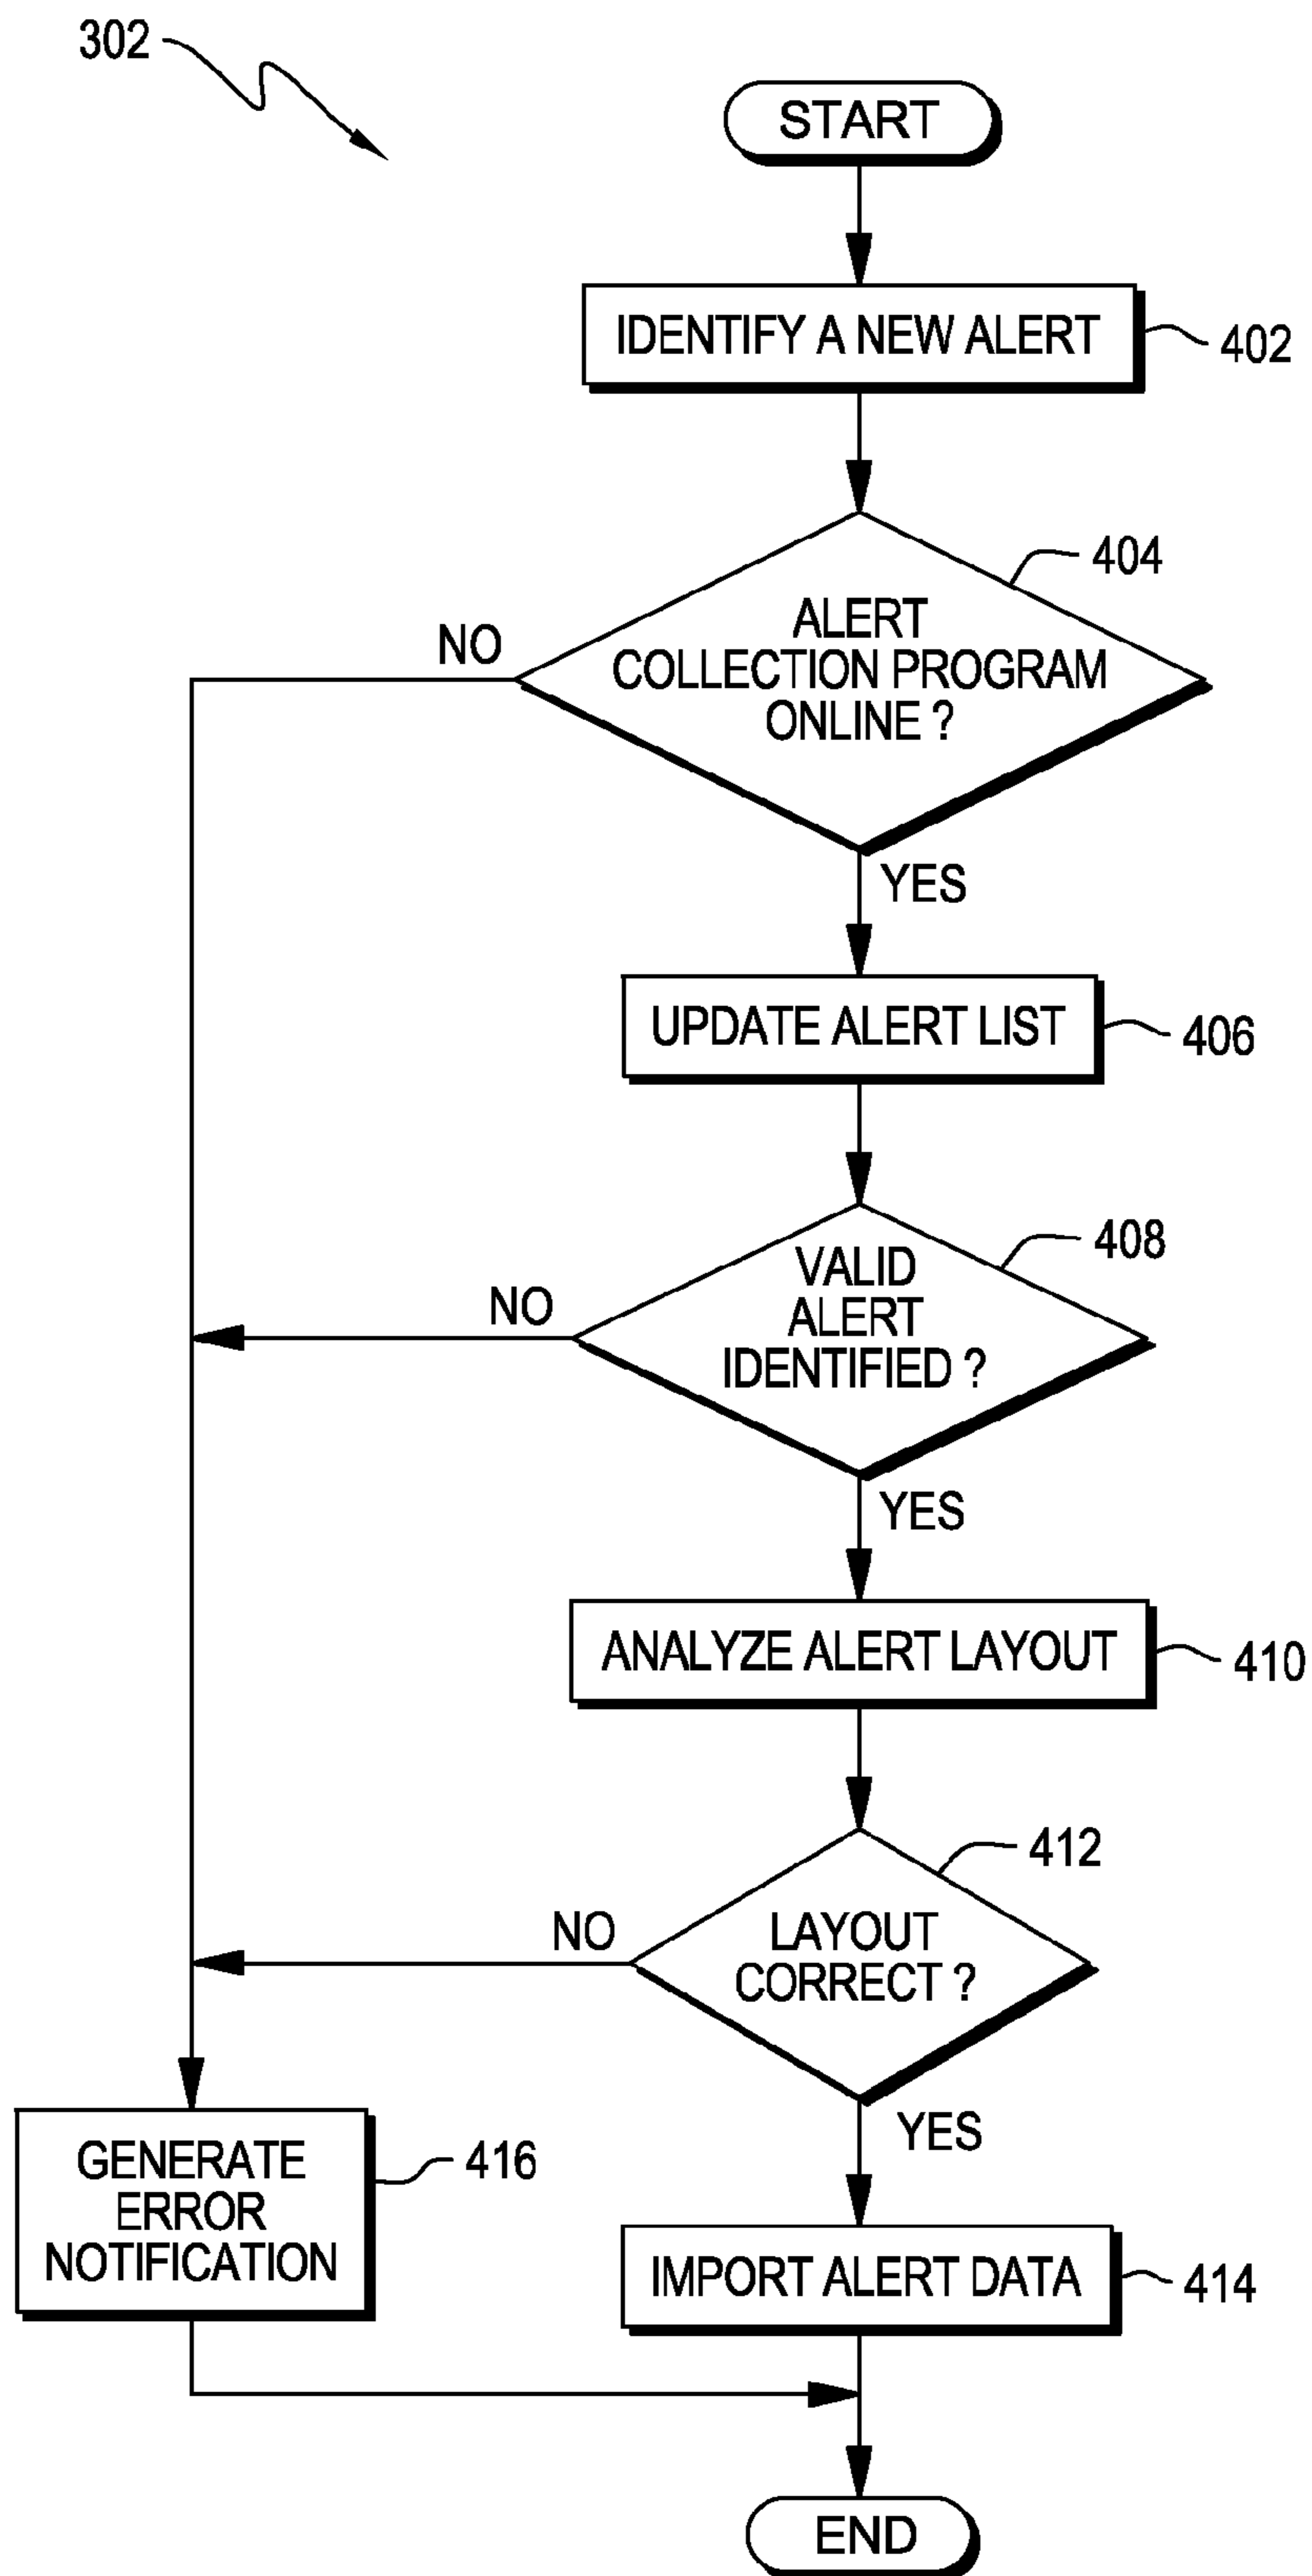 302
START
IDENTIFY A NEW ALERT
402
404
ALERT
COLLECTION PROGRAM
ONLINE ?
NO
YES
UPDATE ALERT LIST
406
408
VALID
ALERT
IDENTIFIED ?
NO
YES
ANALYZE ALERT LAYOUT
410
412
LAYOUT
CORRECT ?
NO
YES
GENERATE
ERROR
NOTIFICATION
416
IMPORT ALERT DATA
414
END